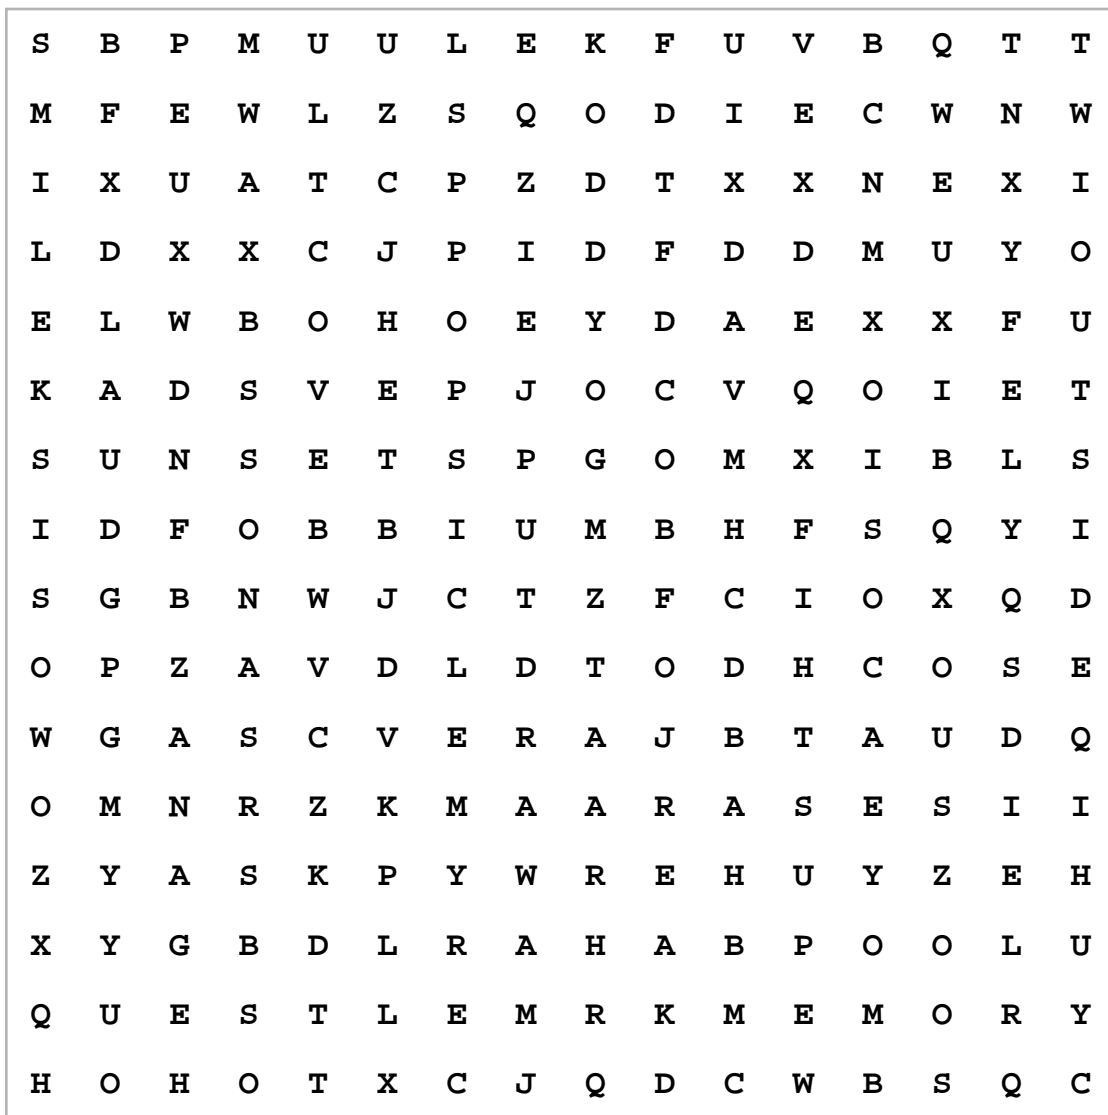 S B P M U U L E K F U V B Q T T
M F E W L Z S Q O D I E C W N W
I X U A T C P Z D T X X N E X I
L D X X C J P I D F D D M U Y O
E L W B O H O E Y D A E X X F U
K A D S V E P J O C V Q O I E T
S U N S E T S P G O M X I B L S
I D F O B B I U M B H F S Q Y I
S G B N W J C T Z F C I O X Q D
O P Z A V D L D T O D H C O S E
W G A S C V E R A J B T A U D Q
O M N R Z K M A A R A S E S I I
Z Y A S K P Y W R E H U Y Z E H
X Y G B D L R A H A B P O O L U
Q U E S T L E M R K M E M O R Y
H O H O T X C J Q D C W B S Q C